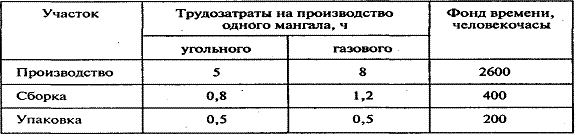 Участок
Трудозатраты на производство
одного мангала, ч
Фонд времени,
человекочасы
угольного
газового
Производство 5 8 2600
Сборка 0,8 1,2 400
Упаковка 0,5 0,5 200